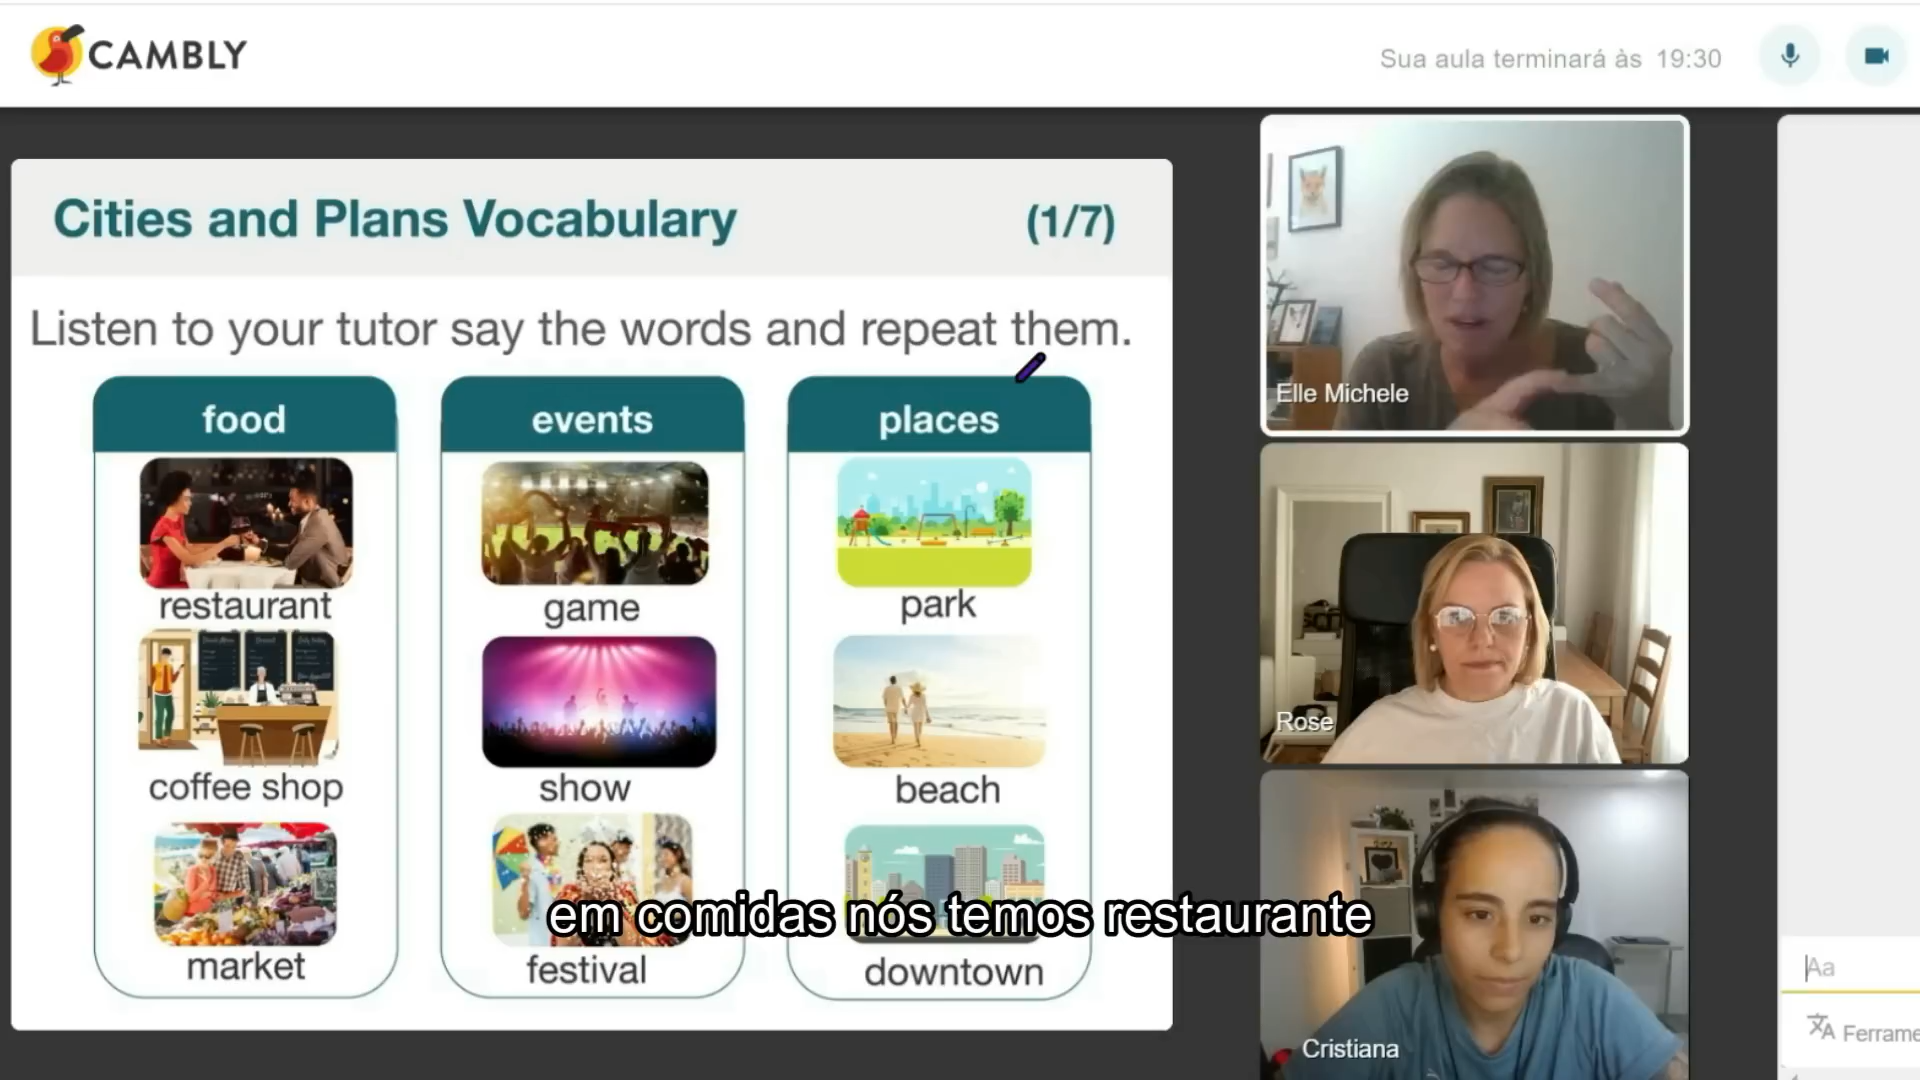 CAMBLY
Sua aula terminará às 19:30
Cities and Plans Vocabulary (1/7)
Listen to your tutor say the words and repeat them.
food
restaurant
coffee shop
market
events
game
show
festival
places
park
beach
downtown
em comidas nós temos restaurante
Elle Michele
Rose
Cristiana
Aa
Ferrame